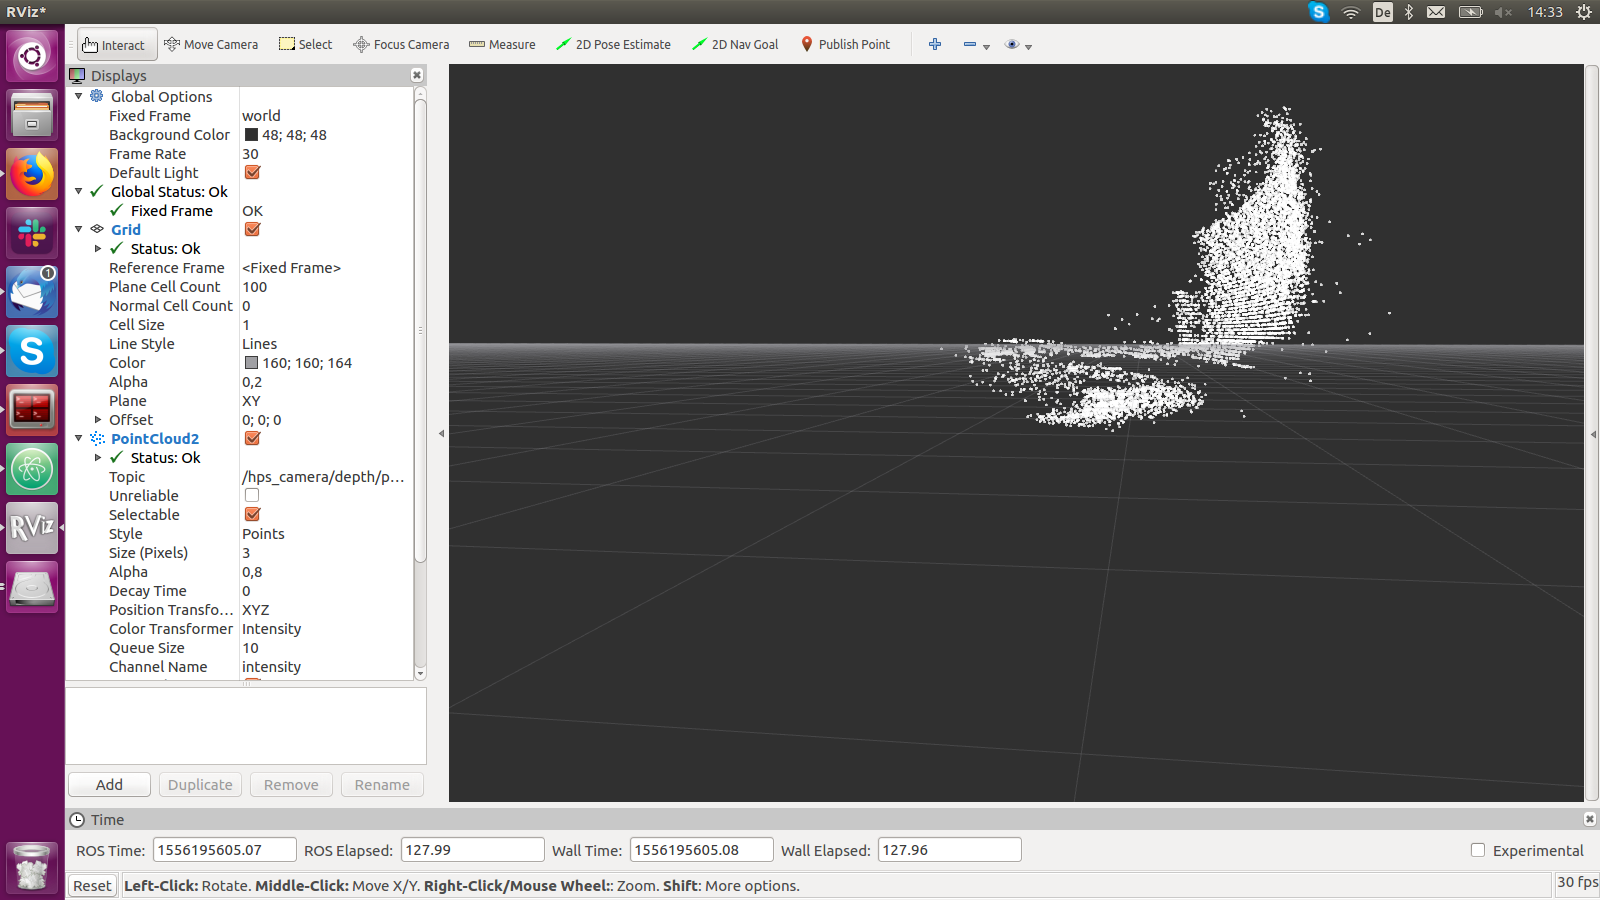 RViz*
De
14:33
Interact
Move Camera
Select
Focus Camera
Measure
2D Pose Estimate
2D Nav Goal
Publish Point
Displays
Global Options
Fixed Frame world
Background Color 48; 48; 48
Frame Rate 30
Default Light
Global Status: Ok
Fixed Frame OK
Grid
Status: Ok
Reference Frame <Fixed Frame>
Plane Cell Count 100
Normal Cell Count 0
Cell Size 1
Line Style Lines
Color 160; 160; 164
Alpha 0,2
Plane XY
Offset 0; 0; 0
PointCloud2
Status: Ok
Topic /hps_camera/depth/p...
Unreliable
Selectable
Style Points
Size (Pixels) 3
Alpha 0,8
Decay Time 0
Position Transfo... XYZ
Color Transformer Intensity
Queue Size 10
Channel Name intensity
1
S
S
RViz
Add
Duplicate
Remove
Rename
Time
ROS Time: 1556195605.07 ROS Elapsed: 127.99 Wall Time: 1556195605.08 Wall Elapsed: 127.96 Experimental
Reset Left-Click: Rotate. Middle-Click: Move X/Y. Right-Click/Mouse Wheel:: Zoom. Shift: More options. 30 fps